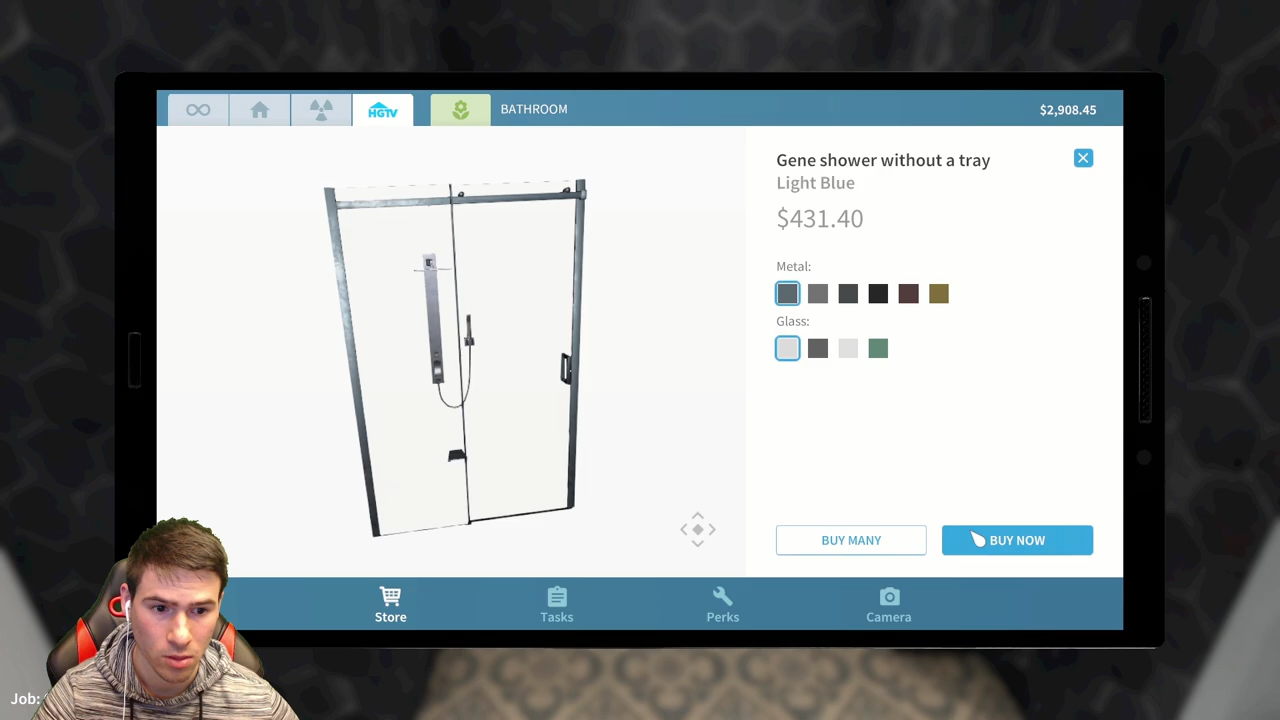 HGTV
BATHROOM
$2,908.45
Gene shower without a tray
Light Blue
$431.40
Metal:
Glass:
BUY MANY
BUY NOW
Store
Tasks
Perks
Camera
Job: